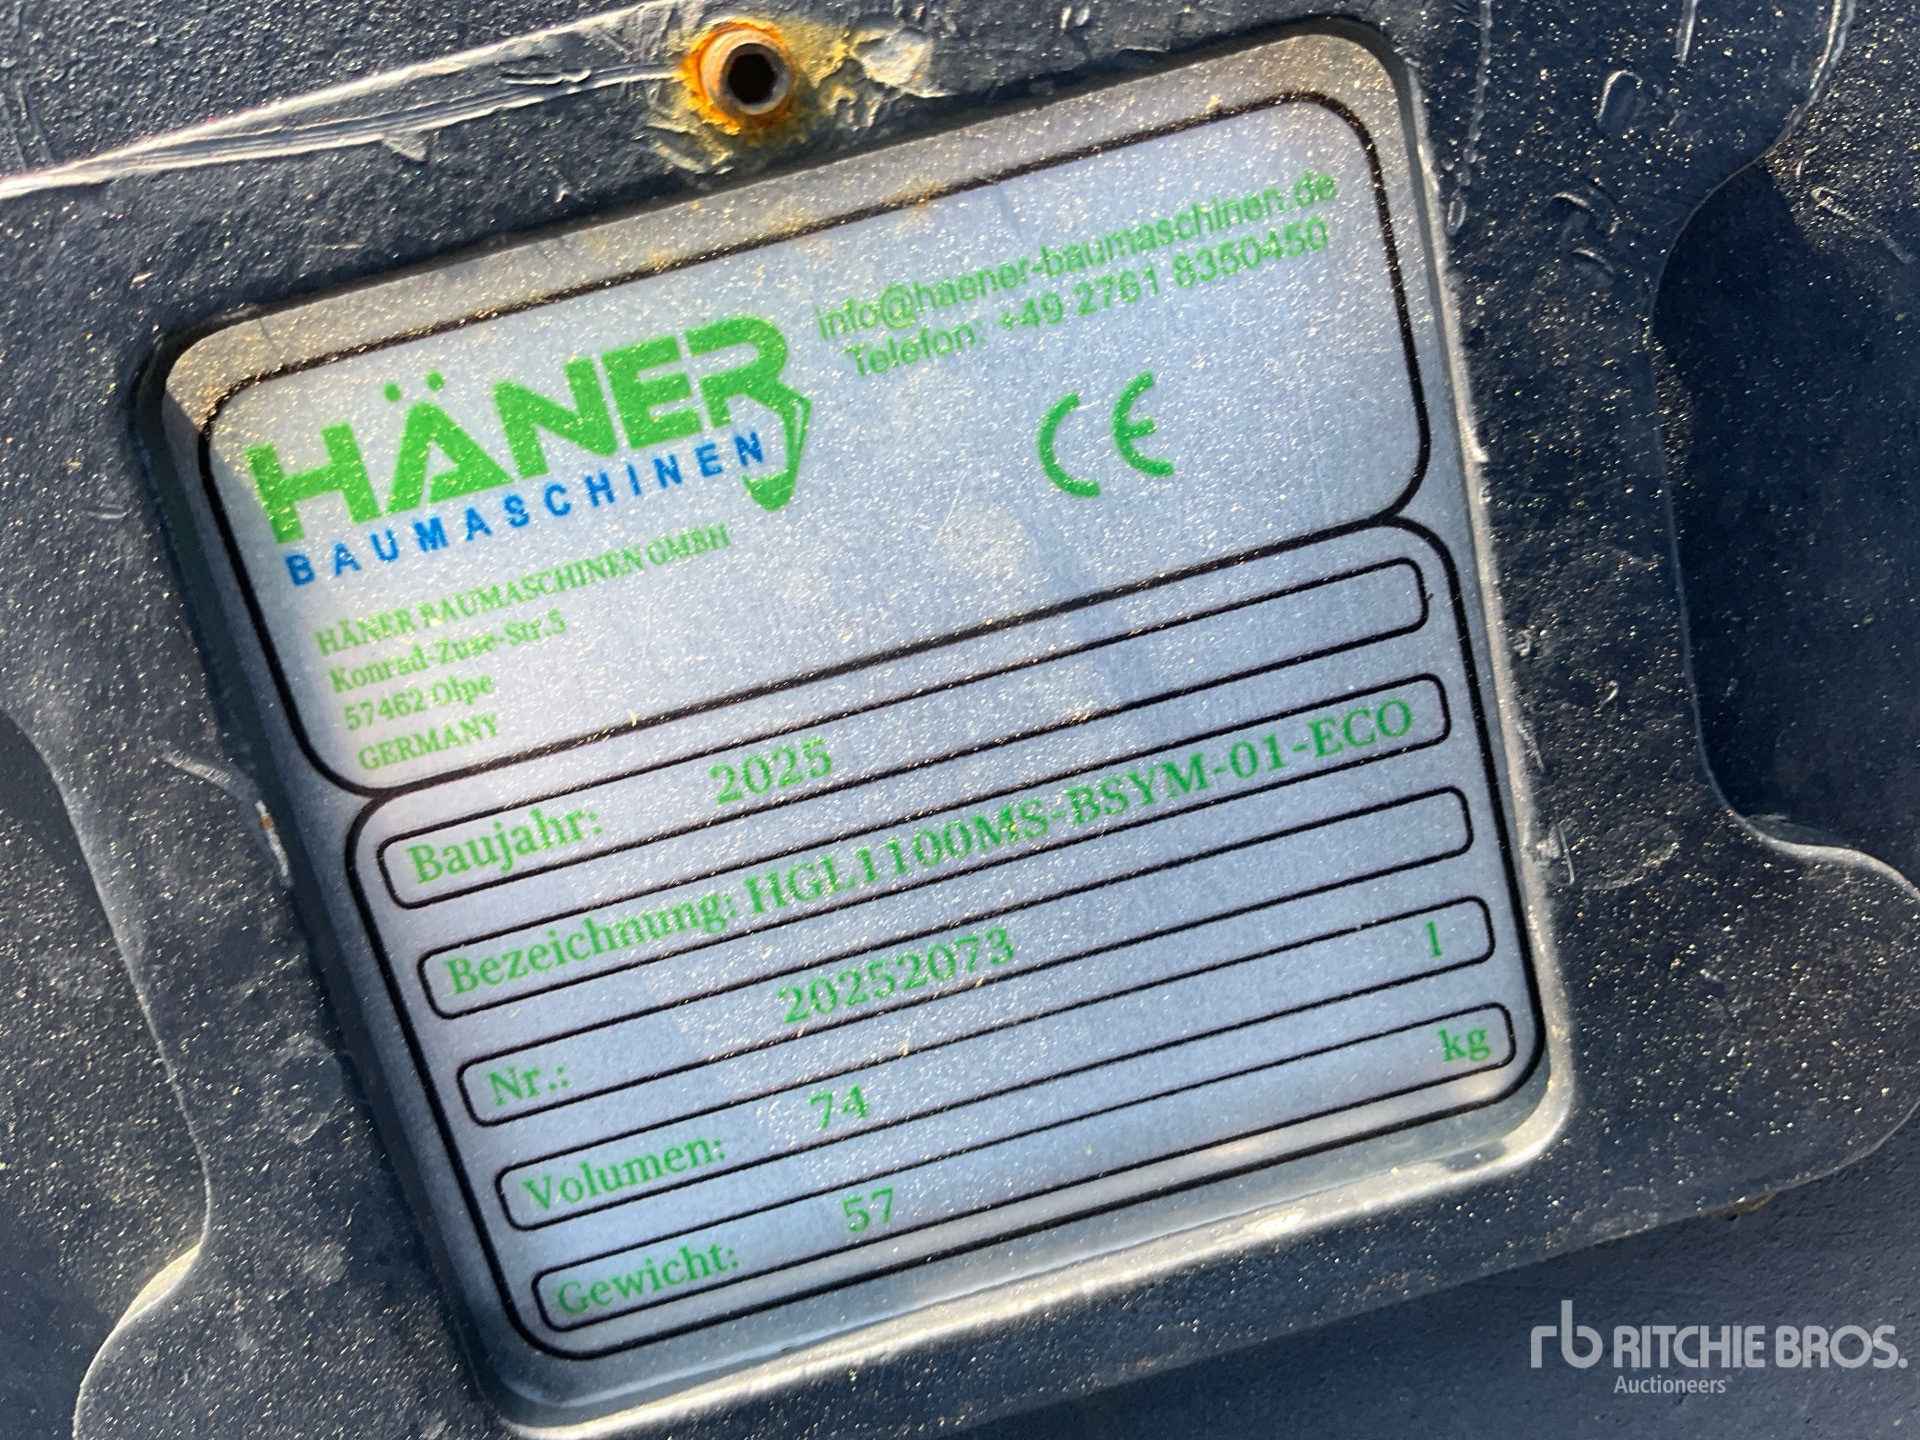 info@haener-baumaschinen.de
Telefon: +49 2761 8350450
HÄNER
BAUMASCHINEN
CE
HÄNER BAUMASCHINEN GMBH
Konrad-Zuse-Str.5
57462 Olpe
GERMANY
Baujahr: 2025
Bezeichnung: HGL1100MS-BSYM-01-ECO
Nr.: 20252073
Volumen: 74 l
Gewicht: 57 kg
rb RITCHIE BROS.
Auctioneers